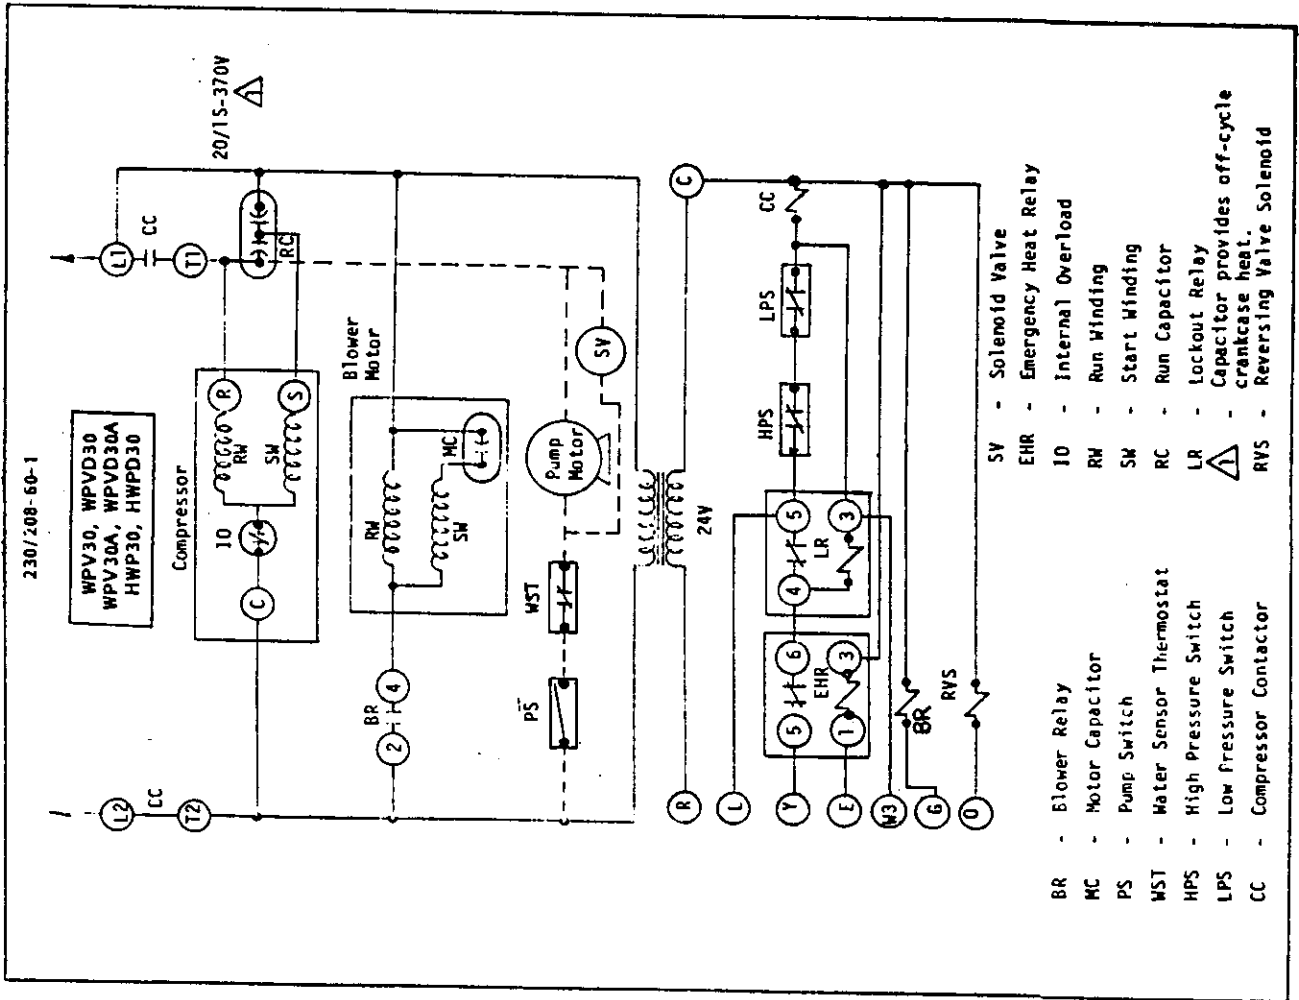 230/208-60-1
WPV30, WPVD30
WPV30A, WPVD30A
HWP30, HWPD30
20/15-370V
1
L1
CC
T1
RC
L2
CC
T2
Compressor
C
IO
RW
SW
R
S
Blower
Motor
BR
2
4
RW
SW
MC
PS
WST
Pump
Motor
SV
24V
R
C
L
Y
5
6
4
5
HPS
LPS
CC
E
1
EHR
3
LR
3
W3
G
BR
O
RVS
BR - Blower Relay
MC - Motor Capacitor
PS - Pump Switch
WST - Water Sensor Thermostat
HPS - High Pressure Switch
LPS - Low Pressure Switch
CC - Compressor Contactor
SV - Solenoid Valve
EHR - Emergency Heat Relay
IO - Internal Overload
RW - Run Winding
SW - Start Winding
RC - Run Capacitor
LR - Lockout Relay
1 - Capacitor provides off-cycle
crankcase heat.
RVS - Reversing Valve Solenoid